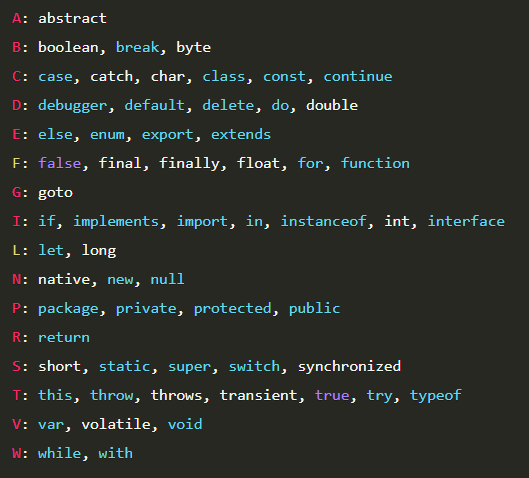 A: abstract
B: boolean, break, byte
C: case, catch, char, class, const, continue
D: debugger, default, delete, do, double
E: else, enum, export, extends
F: false, final, finally, float, for, function
G: goto
I: if, implements, import, in, instanceof, int, interface
L: let, long
N: native, new, null
P: package, private, protected, public
R: return
S: short, static, super, switch, synchronized
T: this, throw, throws, transient, true, try, typeof
V: var, volatile, void
W: while, with